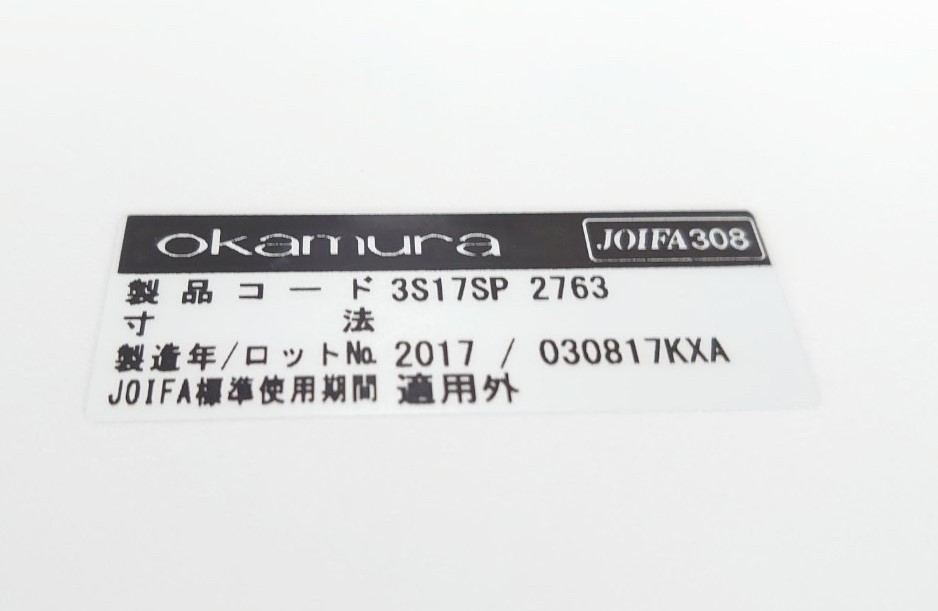 okamura JOIFA308
製品コード 3S17SP 2763
寸法
製造年/ロット№ 2017 / 030817KXA
JOIFA標準使用期間 適用外